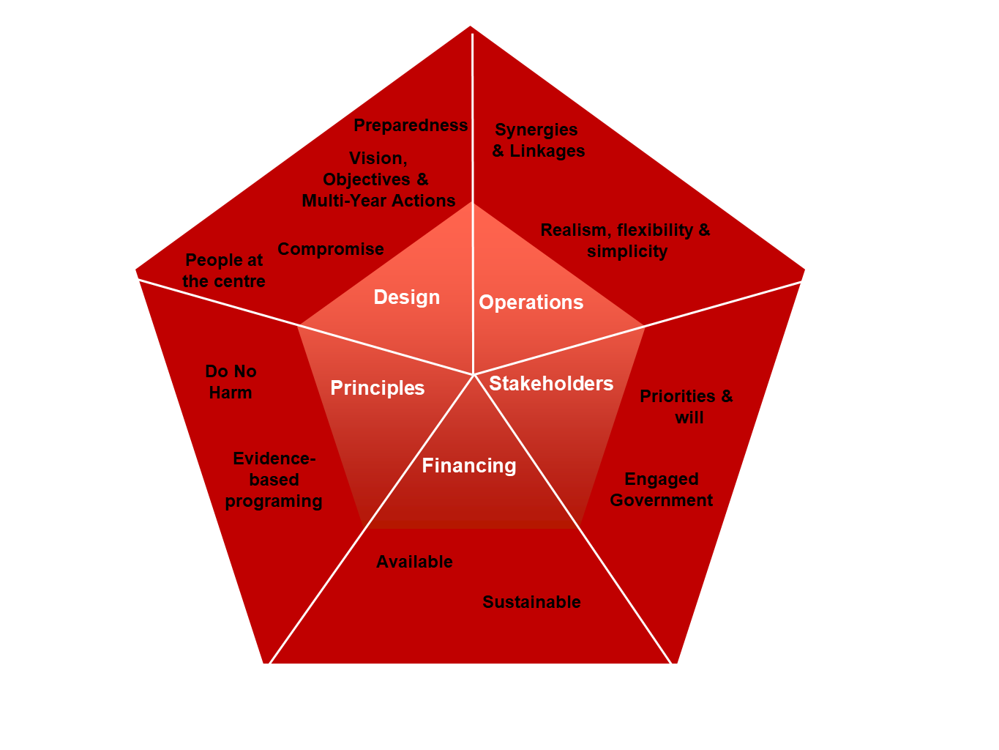 Preparedness
Vision,
Objectives &
Multi-Year Actions
Compromise
People at
the centre
Synergies
& Linkages
Realism, flexibility &
simplicity
Design
Operations
Principles
Stakeholders
Financing
Do No
Harm
Evidence-
based
programing
Priorities &
will
Engaged
Government
Available
Sustainable